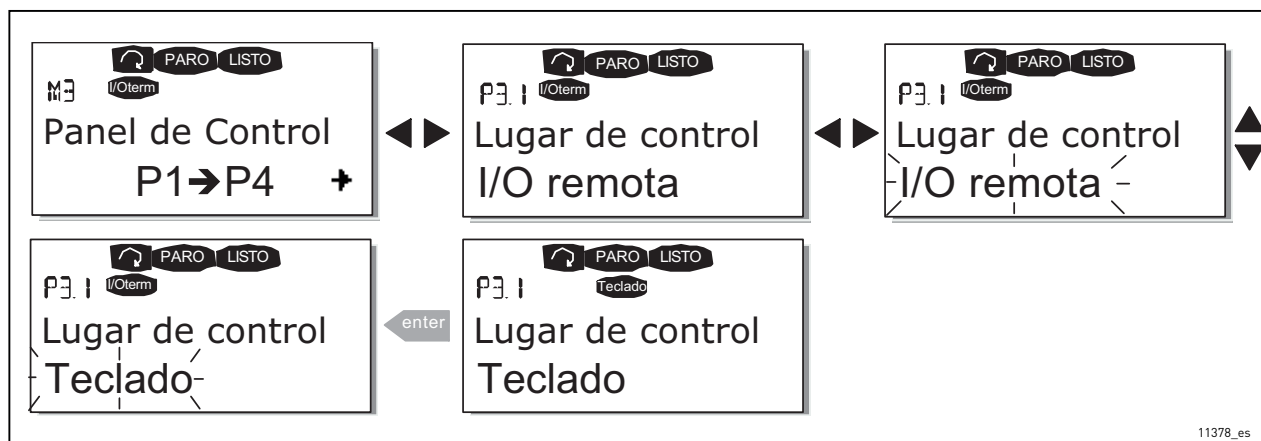 PARO LISTO
M3 I/Oterm
Panel de Control
P1➔P4
PARO LISTO
P3.1 I/Oterm
Lugar de control
I/O remota
PARO LISTO
P3.1 I/Oterm
Lugar de control
I/O remota
PARO LISTO
P3.1 I/Oterm
Lugar de control
Teclado
enter
PARO LISTO
P3.1 Teclado
Lugar de control
Teclado
11378_es